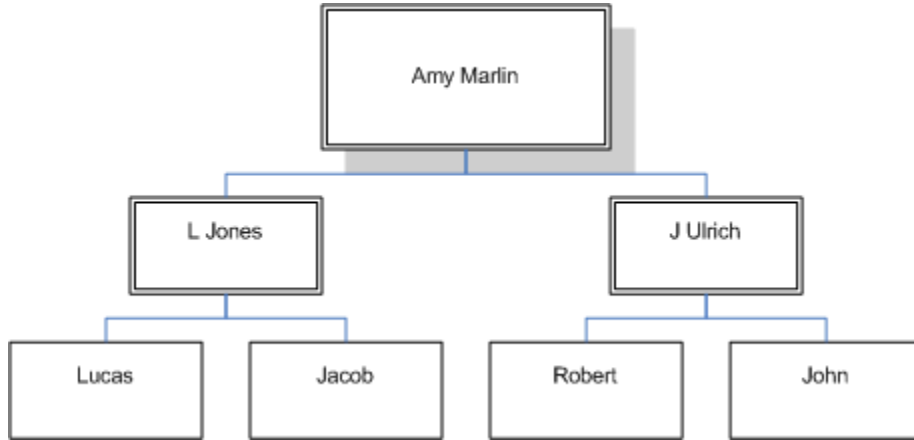 Amy Marlin
L Jones
J Ulrich
Lucas
Jacob
Robert
John